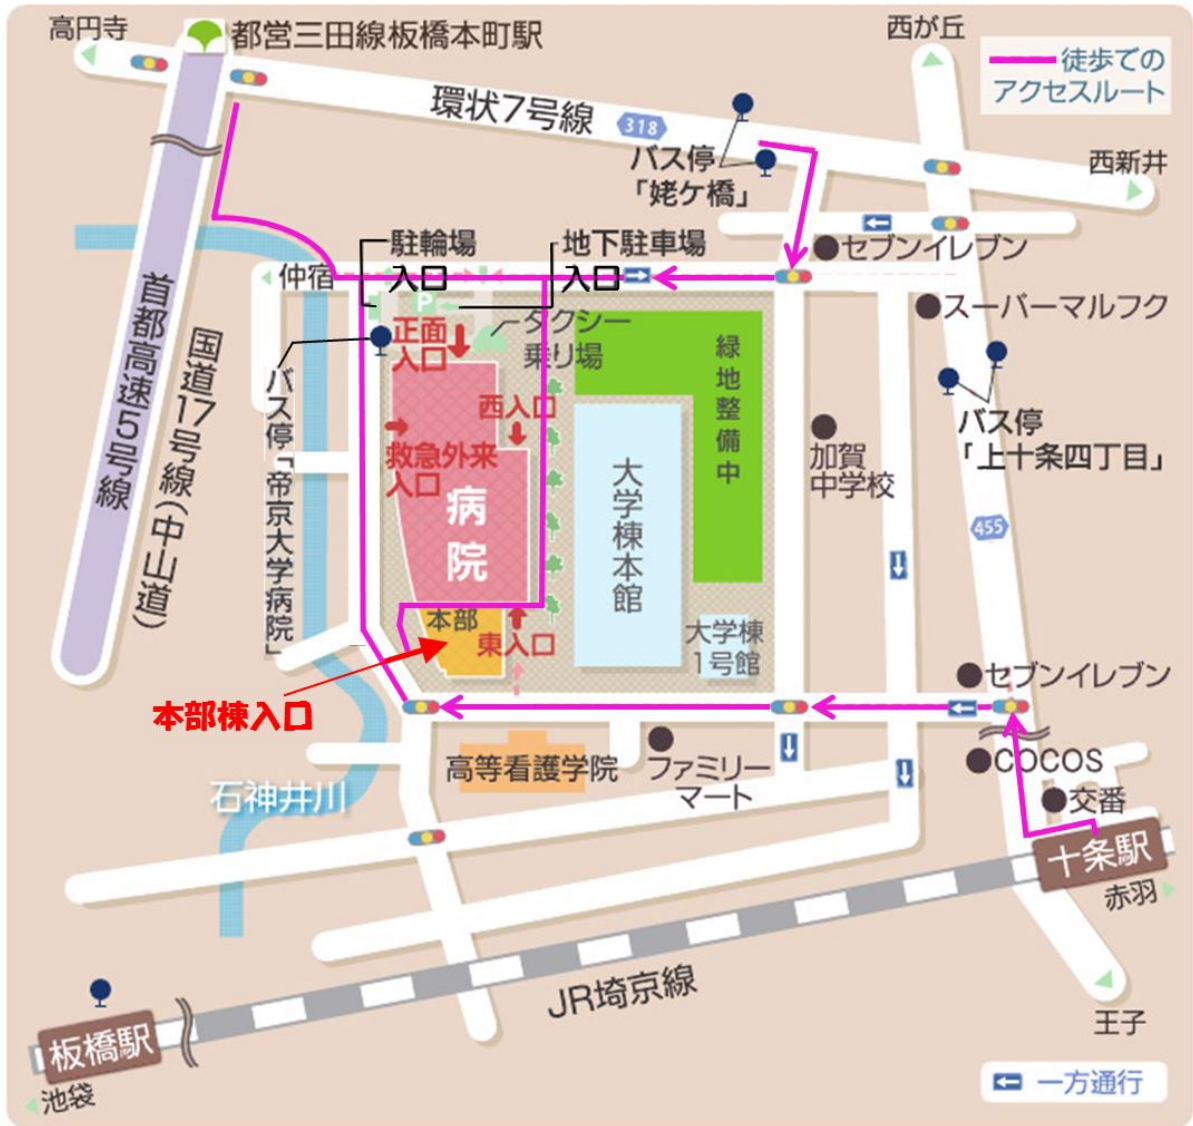 高円寺
都営三田線板橋本町駅
西が丘
徒歩での
アクセスルート
環状7号線
318
バス停
「姥ケ橋」
西新井
駐輪場
入口
地下駐車場
入口
セブンイレブン
仲宿
P
スーパーマルフク
正面
入口
タクシー
乗り場
緑地整備中
首都高速5号線
国道17号線(中山道)
バス停「帝京大学病院」
西入口
救急外来
入口
病院
大学棟本館
加賀
中学校
バス停
「上十条四丁目」
455
本部
東入口
大学棟
1号館
セブンイレブン
本部棟入口
高等看護学院
ファミリー
マート
COCOS
交番
石神井川
十条駅
赤羽
JR埼京線
王子
板橋駅
池袋
一方通行